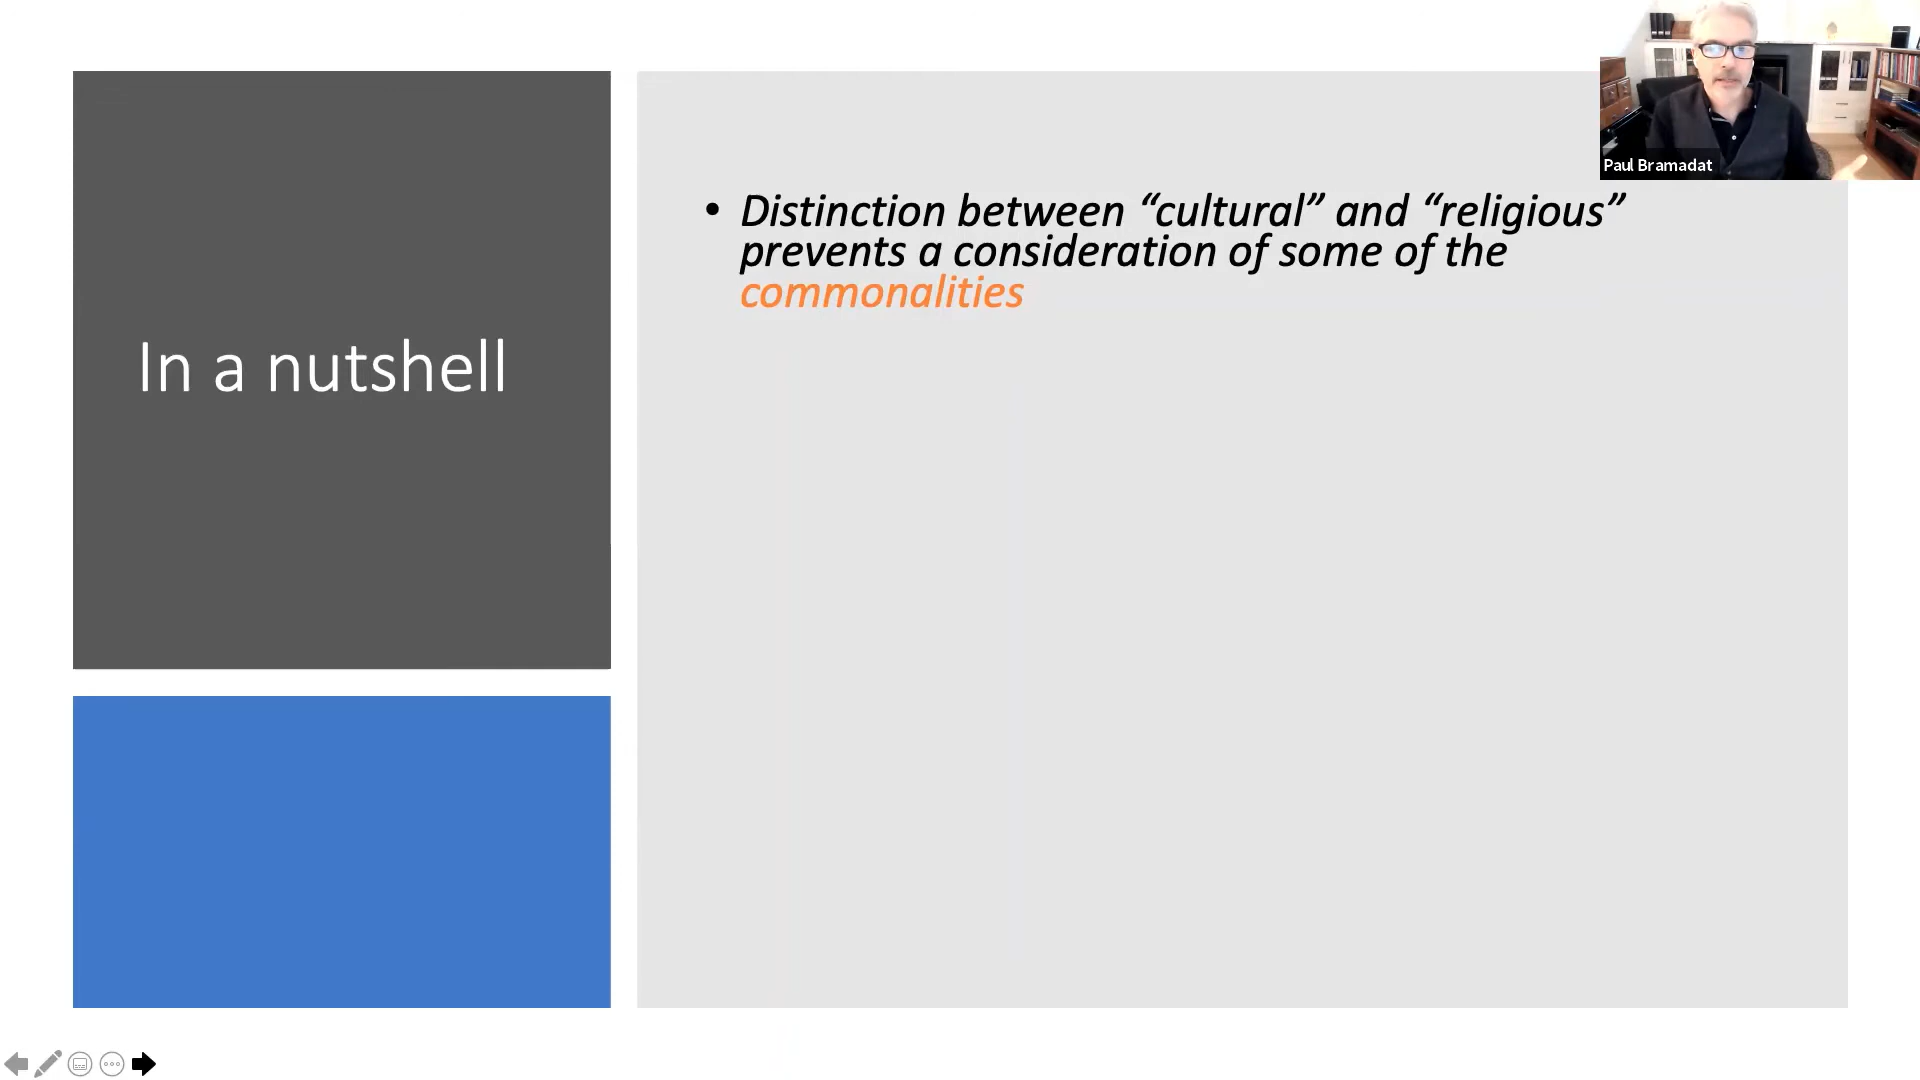 Paul Bramadat
In a nutshell
• Distinction between “cultural” and “religious”
prevents a consideration of some of the
commonalities